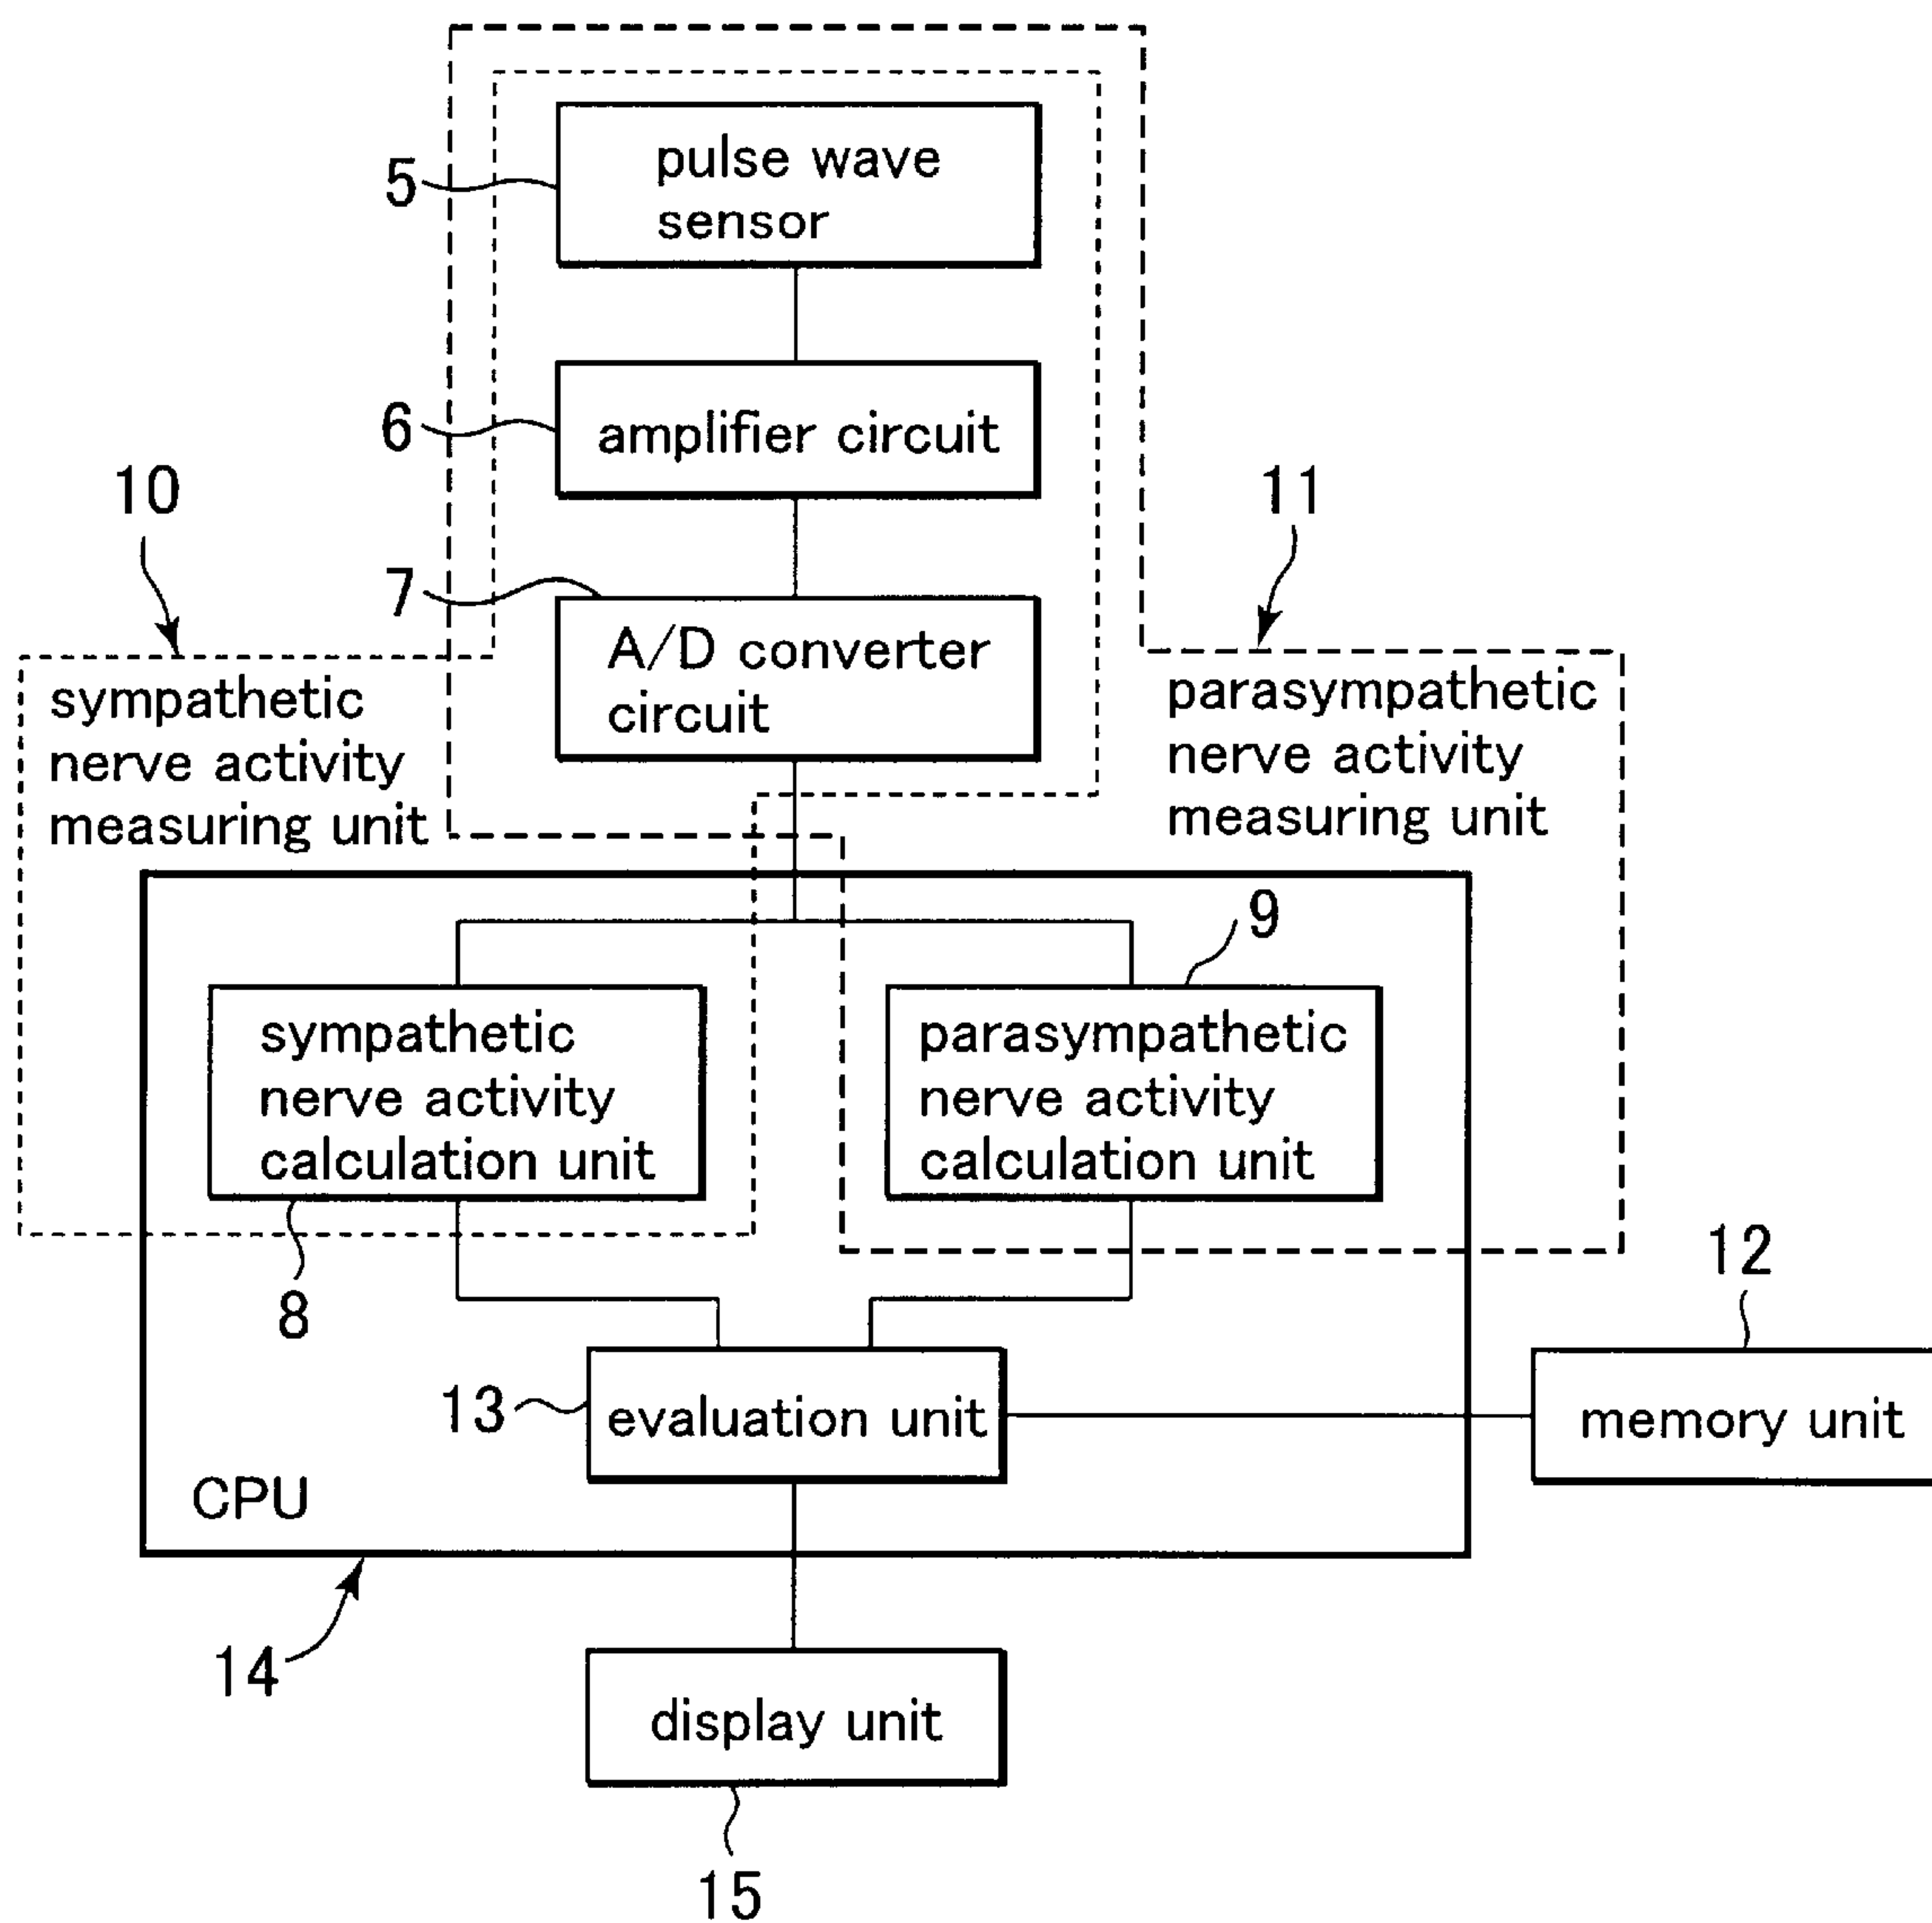 5
pulse wave
sensor
6
amplifier circuit
10
11
7
A/D converter
circuit
sympathetic
nerve activity
measuring unit
parasympathetic
nerve activity
measuring unit
9
sympathetic
nerve activity
calculation unit
parasympathetic
nerve activity
calculation unit
8
12
13
evaluation unit
memory unit
CPU
14
display unit
15